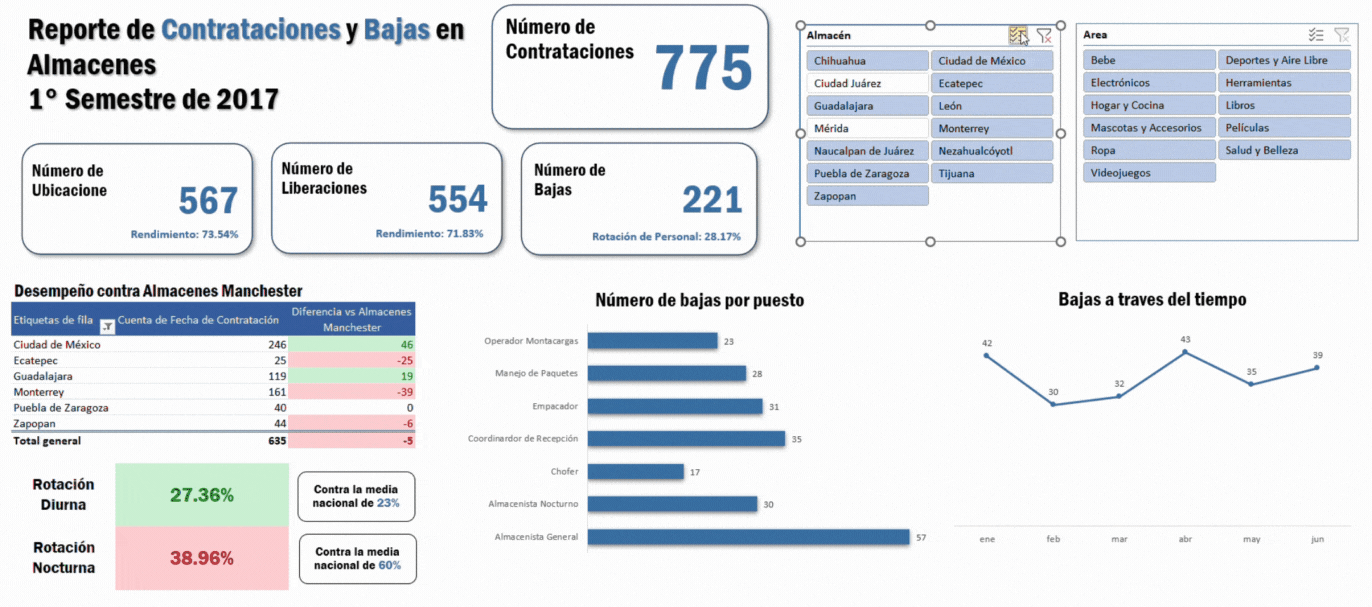 Reporte de Contrataciones y Bajas en
Almacenes
1° Semestre de 2017
Número de
Contrataciones
775
Número de
Ubicacione
567
Rendimiento: 73.54%
Número de
Liberaciones
554
Rendimiento: 71.83%
Número de
Bajas
221
Rotación de Personal: 28.17%
Almacén
Chihuahua
Ciudad de México
Ciudad Juárez
Ecatepec
Guadalajara
León
Mérida
Monterrey
Naucalpan de Juárez
Nezahualcóyotl
Puebla de Zaragoza
Tijuana
Zapopan
Area
Bebe
Deportes y Aire Libre
Electrónicos
Herramientas
Hogar y Cocina
Libros
Mascotas y Accesorios
Películas
Ropa
Salud y Belleza
Videojuegos
Desempeño contra Almacenes Manchester
Etiquetas de fila Cuenta de Fecha de Contratación Diferencia vs Almacenes
Manchester
Ciudad de México 246 46
Ecatepec 25 -25
Guadalajara 119 19
Monterrey 161 -39
Puebla de Zaragoza 40 0
Zapopan 44 -6
Total general 635 -5
Rotación
Diurna
27.36%
Contra la media
nacional de 23%
Rotación
Nocturna
38.96%
Contra la media
nacional de 60%
Número de bajas por puesto
Operador Montacargas 23
Manejo de Paquetes 28
Empacador 31
Coordinardor de Recepción 35
Chofer 17
Almacenista Nocturno 30
Almacenista General 57
Bajas a traves del tiempo
42 30 32 43 35 39
ene feb mar abr may jun